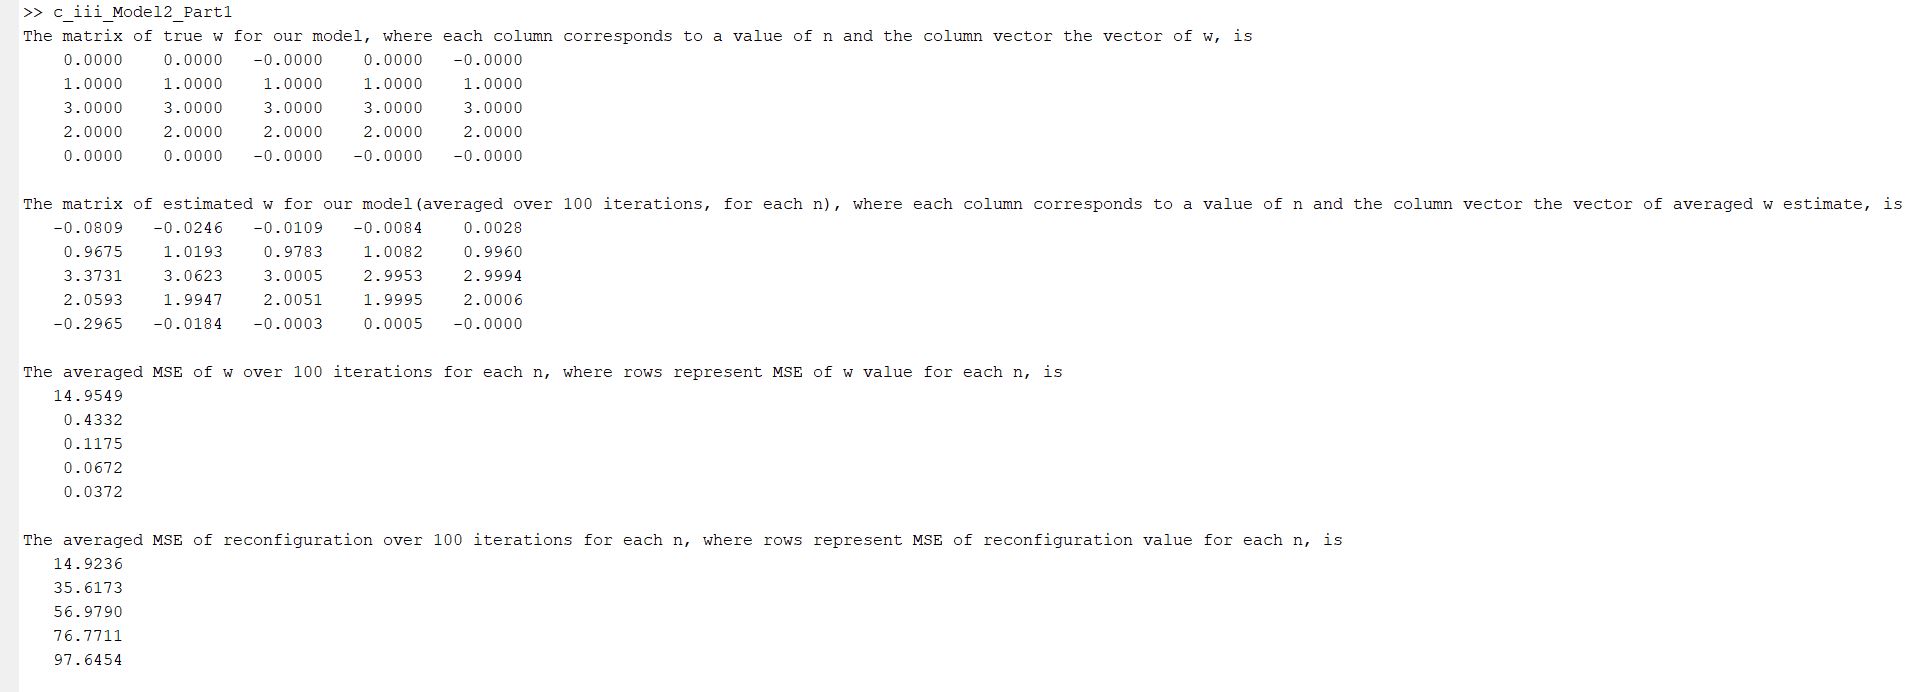 >> c_iii_Model2_Part1
The matrix of true w for our model, where each column corresponds to a value of n and the column vector the vector of w, is
0.0000 0.0000 -0.0000 0.0000 -0.0000
1.0000 1.0000 1.0000 1.0000 1.0000
3.0000 3.0000 3.0000 3.0000 3.0000
2.0000 2.0000 2.0000 2.0000 2.0000
0.0000 0.0000 -0.0000 -0.0000 -0.0000
The matrix of estimated w for our model(averaged over 100 iterations, for each n), where each column corresponds to a value of n and the column vector the vector of averaged w estimate, is
-0.0809 -0.0246 -0.0109 -0.0084 0.0028
0.9675 1.0193 0.9783 1.0082 0.9960
3.3731 3.0623 3.0005 2.9953 2.9994
2.0593 1.9947 2.0051 1.9995 2.0006
-0.2965 -0.0184 -0.0003 0.0005 -0.0000
The averaged MSE of w over 100 iterations for each n, where rows represent MSE of w value for each n, is
14.9549
0.4332
0.1175
0.0672
0.0372
The averaged MSE of reconfiguration over 100 iterations for each n, where rows represent MSE of reconfiguration value for each n, is
14.9236
35.6173
56.9790
76.7711
97.6454